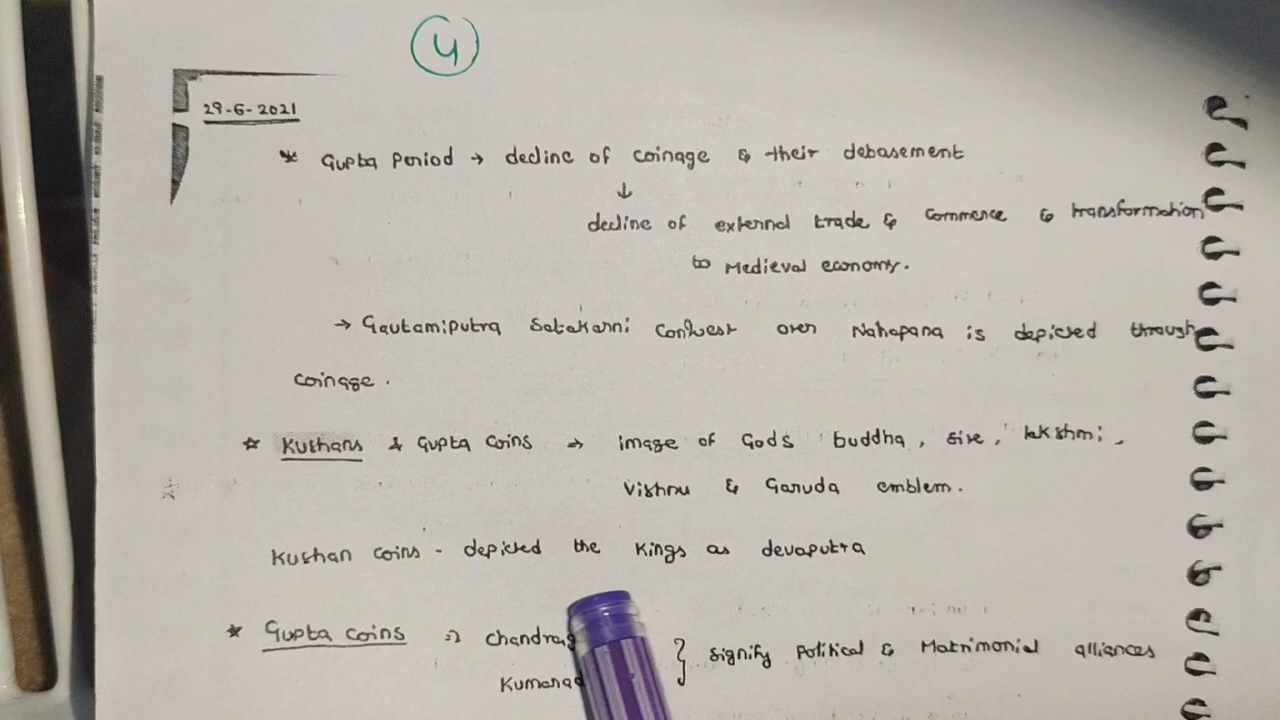 4
29-6-2021
* Gupta Period → decline of coinage & their debasement
↓
decline of external trade & Commerce & transformation
to Medieval economy.
→ Gautamiputra Satakarni Conquest over Nahapana is depicted through
coinage.
* Kushans & Gupta Coins → image of Gods buddha, sive, lakshmi,
Vishnu & Garuda emblem.
Kushan coins - depicted the Kings as devaputra
* Gupta coins → signify Political & Matrimonial alliances